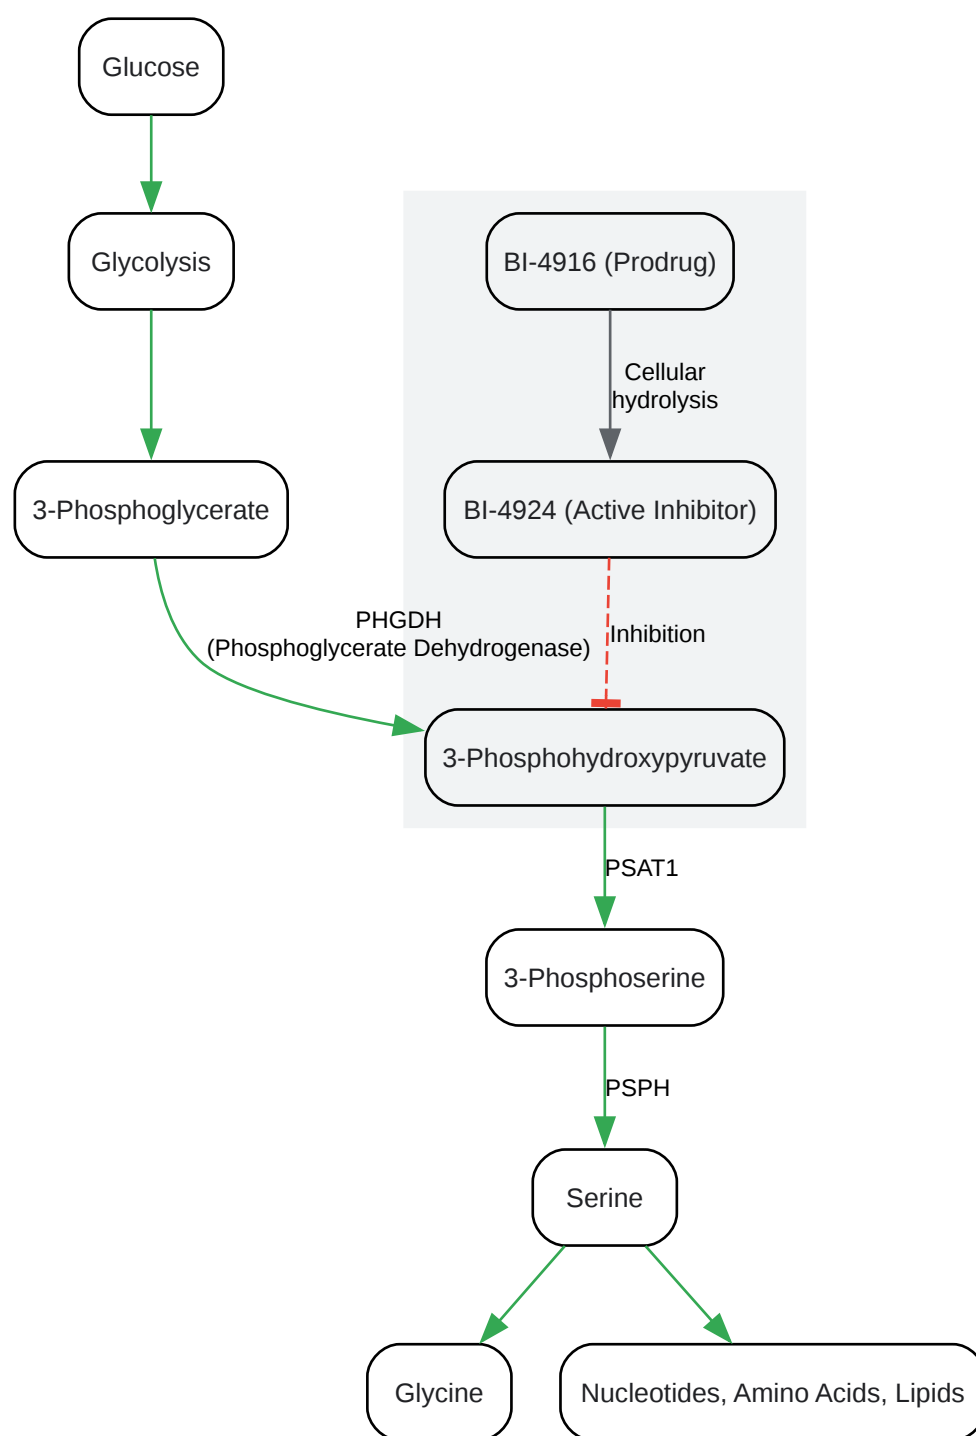 Glucose
Glycolysis
BI-4916 (Prodrug)
Cellular
hydrolysis
3-Phosphoglycerate
BI-4924 (Active Inhibitor)
PHGDH
(Phosphoglycerate Dehydrogenase)
Inhibition
3-Phosphohydroxypyruvate
PSAT1
3-Phosphoserine
PSPH
Serine
Glycine
Nucleotides, Amino Acids, Lipids